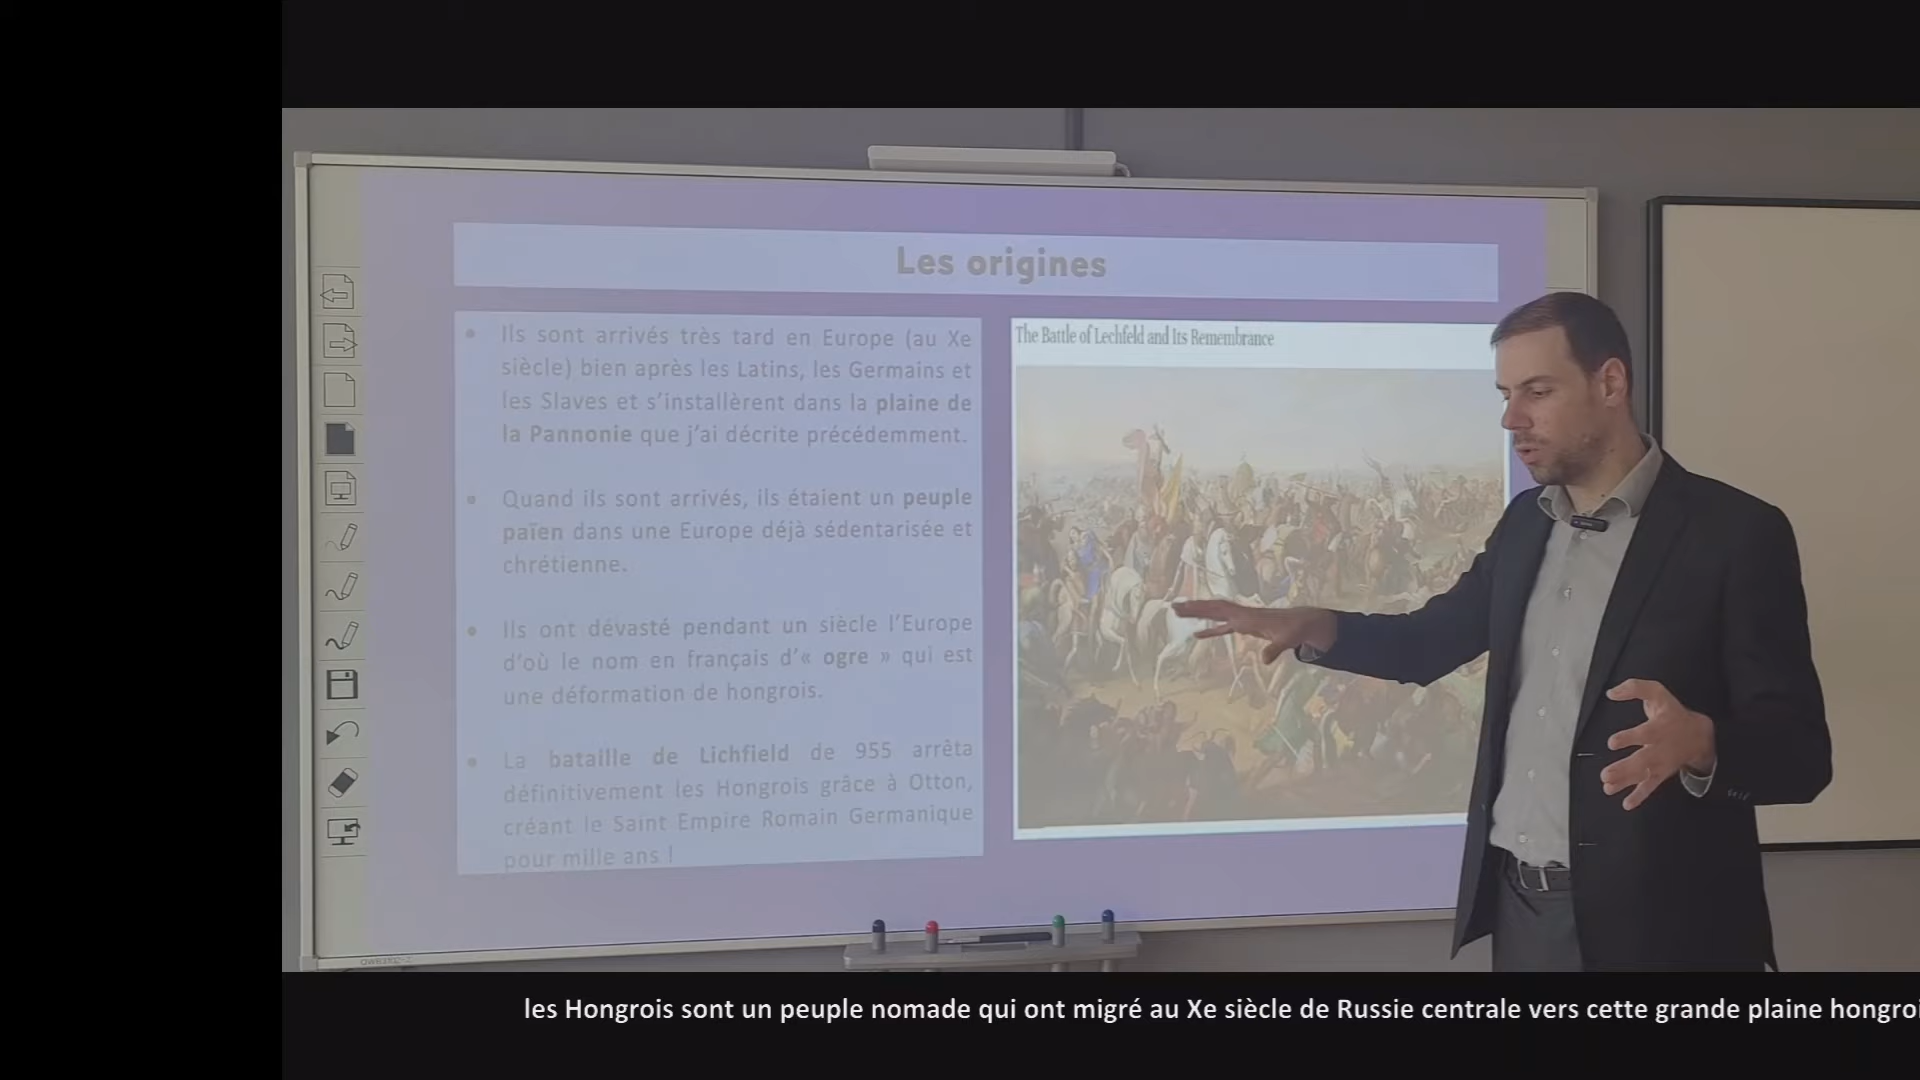 Les origines
• Ils sont arrivés très tard en Europe (au Xe
siècle) bien après les Latins, les Germains et
les Slaves et s'installèrent dans la plaine de
la Pannonie que j'ai décrite précédemment.
• Quand ils sont arrivés, ils étaient un peuple
païen dans une Europe déjà sédentarisée et
chrétienne.
• Ils ont dévasté pendant un siècle l'Europe
d'où le nom en français d'« ogre » qui est
une déformation de hongrois.
• La bataille de Lichfield de 955 arrêta
définitivement les Hongrois grâce à Otton,
créant le Saint Empire Romain Germanique
pour mille ans !
The Battle of Lechfeld and Its Remembrance
les Hongrois sont un peuple nomade qui ont migré au Xe siècle de Russie centrale vers cette grande plaine hongroi